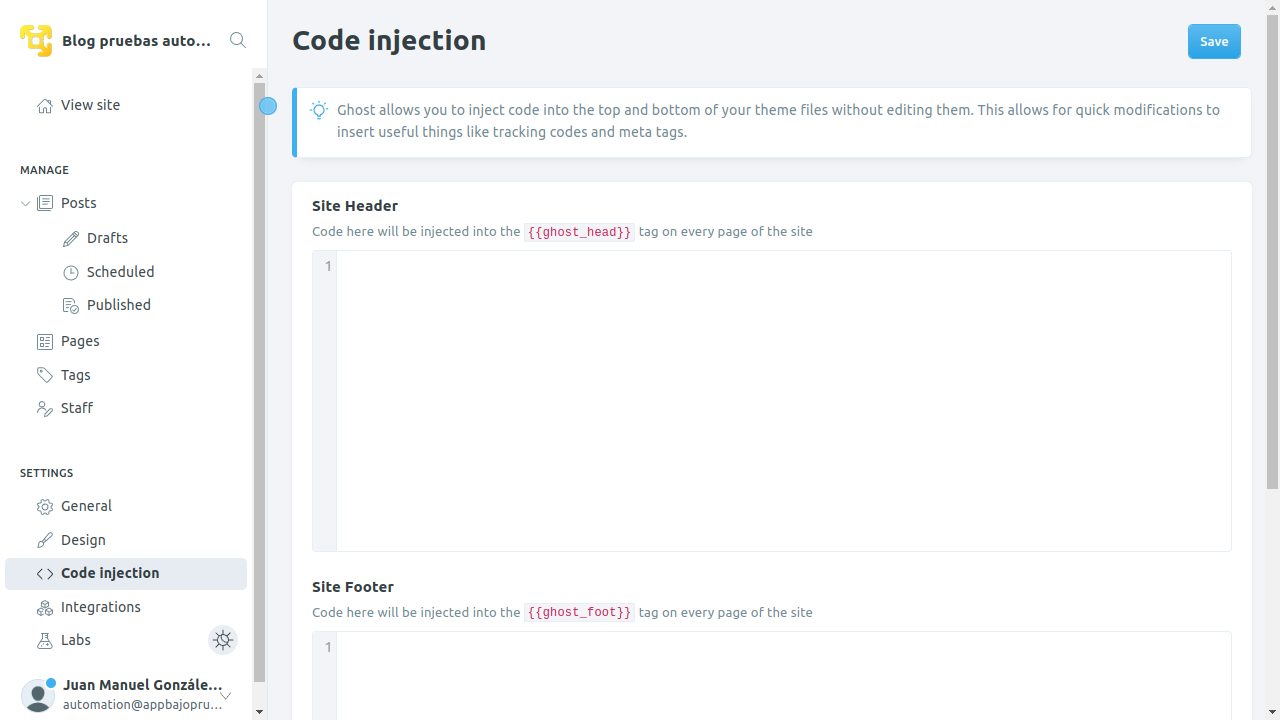 Blog pruebas auto...
View site
MANAGE
Posts
Drafts
Scheduled
Published
Pages
Tags
Staff
SETTINGS
General
Design
Code injection
Integrations
Labs
Juan Manuel Gonzále...
automation@appbajopru...
Code injection
Save
Ghost allows you to inject code into the top and bottom of your theme files without editing them. This allows for quick modifications to
insert useful things like tracking codes and meta tags.
Site Header
Code here will be injected into the {{ghost_head}} tag on every page of the site
1
Site Footer
Code here will be injected into the {{ghost_foot}} tag on every page of the site
1